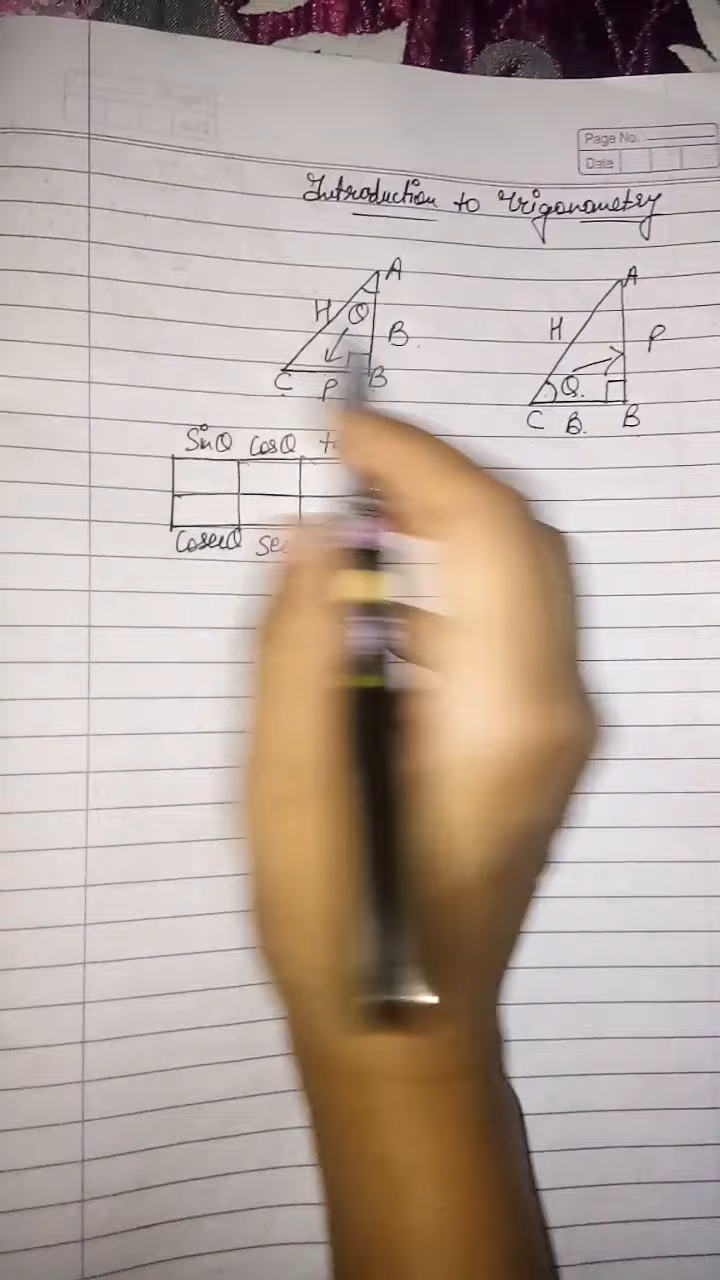 Page No.
Date
Introduction to Trigonometry
A A
H θ B H P
C P B C θ B B
Sinθ cosθ
Cosecθ